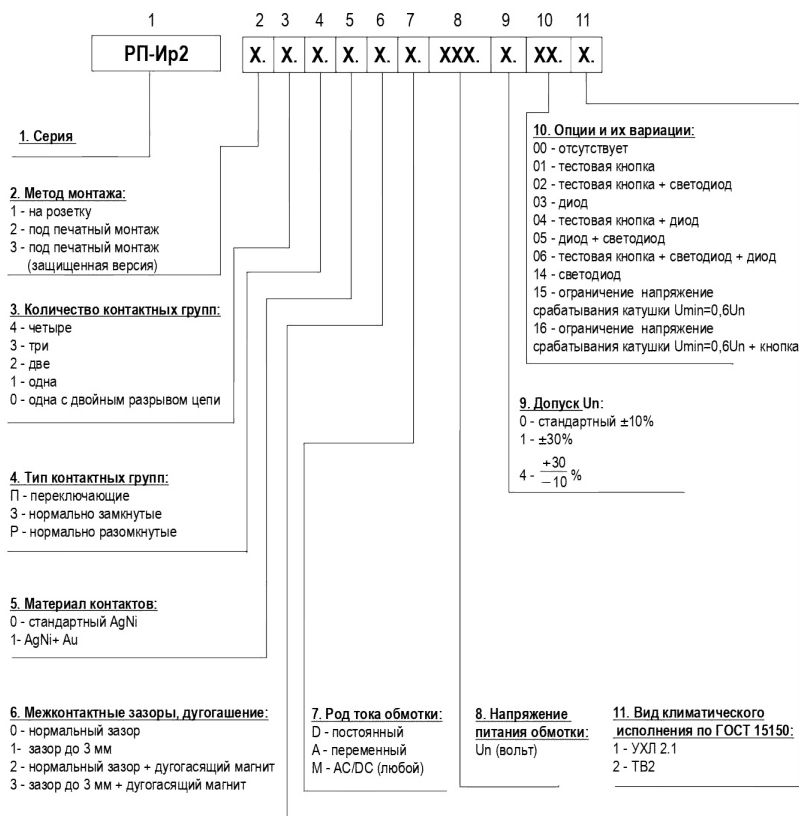 1 2 3 4 5 6 7 8 9 10 11
РП-Ир2 X. X. X. X. X. X. XXX. X. XX. X.
1. Серия
2. Метод монтажа:
1 - на розетку
2 - под печатный монтаж
3 - под печатный монтаж
(защищенная версия)
3. Количество контактных групп:
4 - четыре
3 - три
2 - две
1 - одна
0 - одна с двойным разрывом цепи
4. Тип контактных групп:
П - переключающие
З - нормально замкнутые
Р - нормально разомкнутые
5. Материал контактов:
0 - стандартный AgNi
1- AgNi+ Au
6. Межконтактные зазоры, дугогашение:
0 - нормальный зазор
1- зазор до 3 мм
2 - нормальный зазор + дугогасящий магнит
3 - зазор до 3 мм + дугогасящий магнит
7. Род тока обмотки:
D - постоянный
A - переменный
M - AC/DC (любой)
8. Напряжение
питания обмотки:
Un (вольт)
9. Допуск Un:
0 - стандартный ±10%
1 - ±30%
4 - +30/−10 %
10. Опции и их вариации:
00 - отсутствует
01 - тестовая кнопка
02 - тестовая кнопка + светодиод
03 - диод
04 - тестовая кнопка + диод
05 - диод + светодиод
06 - тестовая кнопка + светодиод + диод
14 - светодиод
15 - ограничение напряжение
срабатывания катушки Umin=0,6Un
16 - ограничение напряжение
срабатывания катушки Umin=0,6Un + кнопка
11. Вид климатического
исполнения по ГОСТ 15150:
1 - УХЛ 2.1
2 - ТВ2